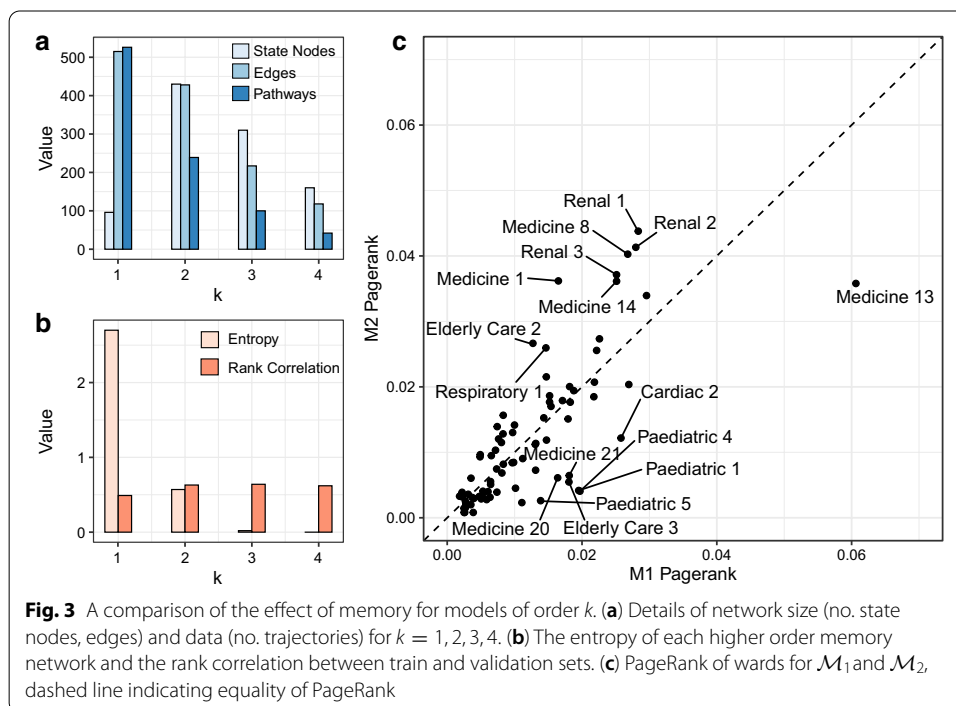 a
500
400
300
200
100
0
Value
State Nodes
Edges
Pathways
1 2 3 4
k
b
2
1
0
Value
Entropy
Rank Correlation
1 2 3 4
k
c
0.06
0.04
0.02
0.00
M2 Pagerank
Renal 1
Medicine 8
Renal 2
Renal 3
Medicine 1
Medicine 14
Medicine 13
Elderly Care 2
Respiratory 1
Cardiac 2
Paediatric 4
Medicine 21
Paediatric 1
Paediatric 5
Medicine 20
Elderly Care 3
0.00 0.02 0.04 0.06
M1 Pagerank
Fig. 3 A comparison of the effect of memory for models of order k. (a) Details of network size (no. state
nodes, edges) and data (no. trajectories) for k = 1, 2, 3, 4. (b) The entropy of each higher order memory
network and the rank correlation between train and validation sets. (c) PageRank of wards for M₁and M₂,
dashed line indicating equality of PageRank